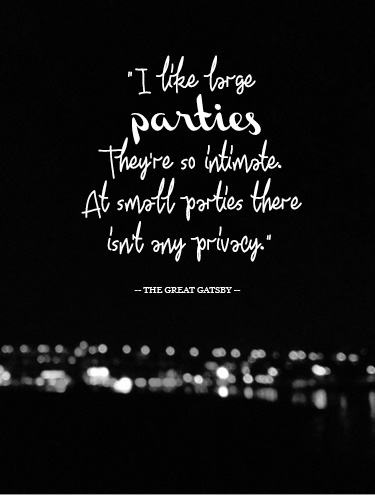 "I like large
parties
They're so intimate.
At small parties there
isn't any privacy."
-- THE GREAT GATSBY --